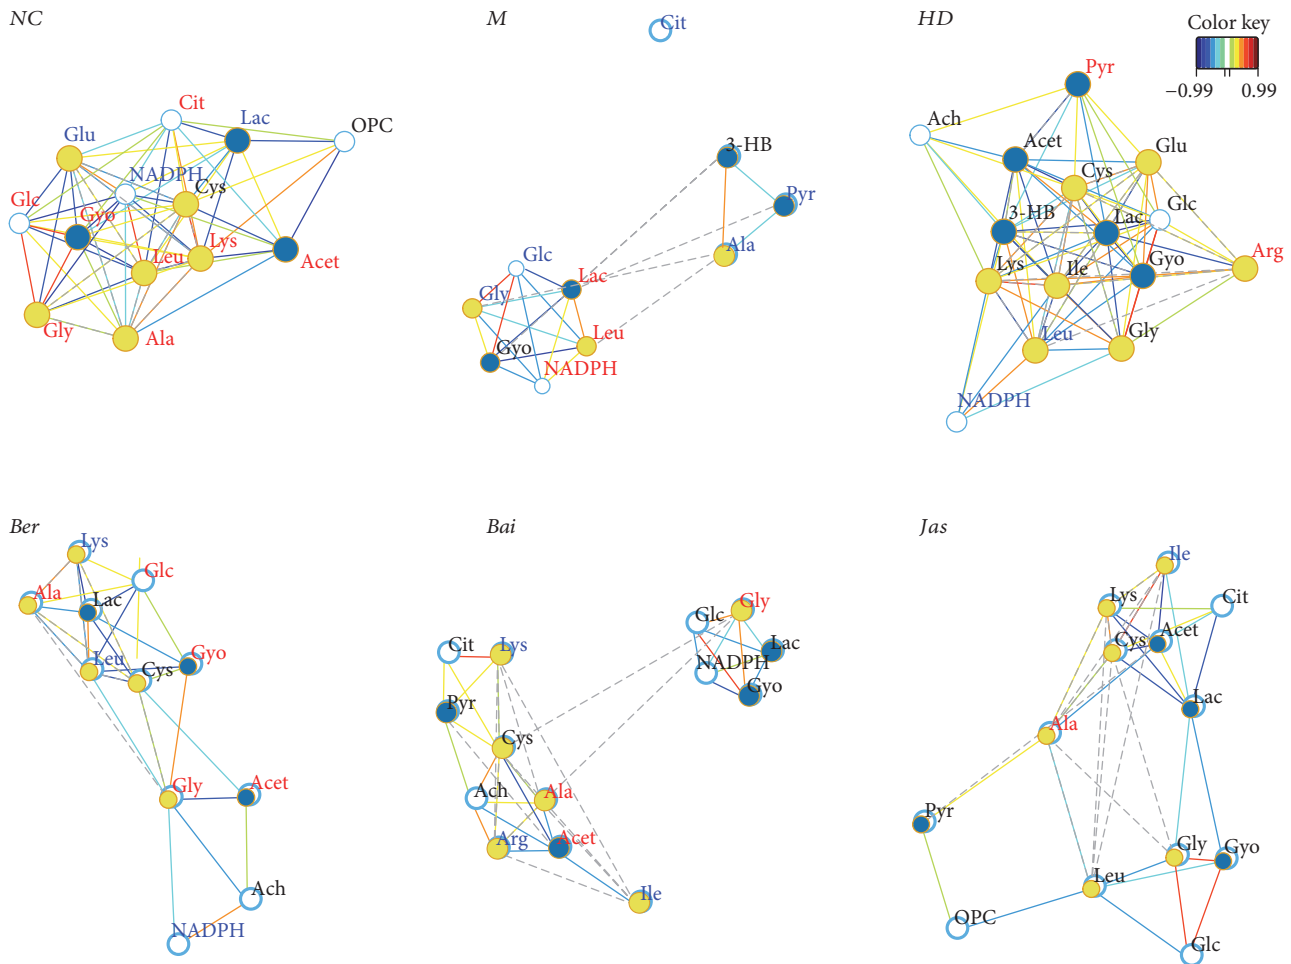 NC
Cit
Lac
OPC
Glu
NADPH
Cys
Glc
Gyo
Lys
Leu
Acet
Gly
Ala
M
Cit
3-HB
Pyr
Ala
Glc
Lac
Gly
Leu
Gyo
NADPH
HD
Color key
−0.99 0.99
Pyr
Ach
Acet
Glu
Cys
3-HB
Lac
Glc
Arg
Gyo
Lys
Ile
Leu
Gly
NADPH
Ber
Lys
Glc
Ala
Lac
Leu
Cys
Gyo
Gly
Acet
Ach
NADPH
Bai
Glc
Gly
Cit
Lys
Lac
NADPH
Gyo
Pyr
Cys
Ach
Ala
Arg
Acet
Ile
Jas
Ile
Lys
Cit
Cys
Acet
Lac
Ala
Pyr
Gly
Gyo
Leu
OPC
Glc